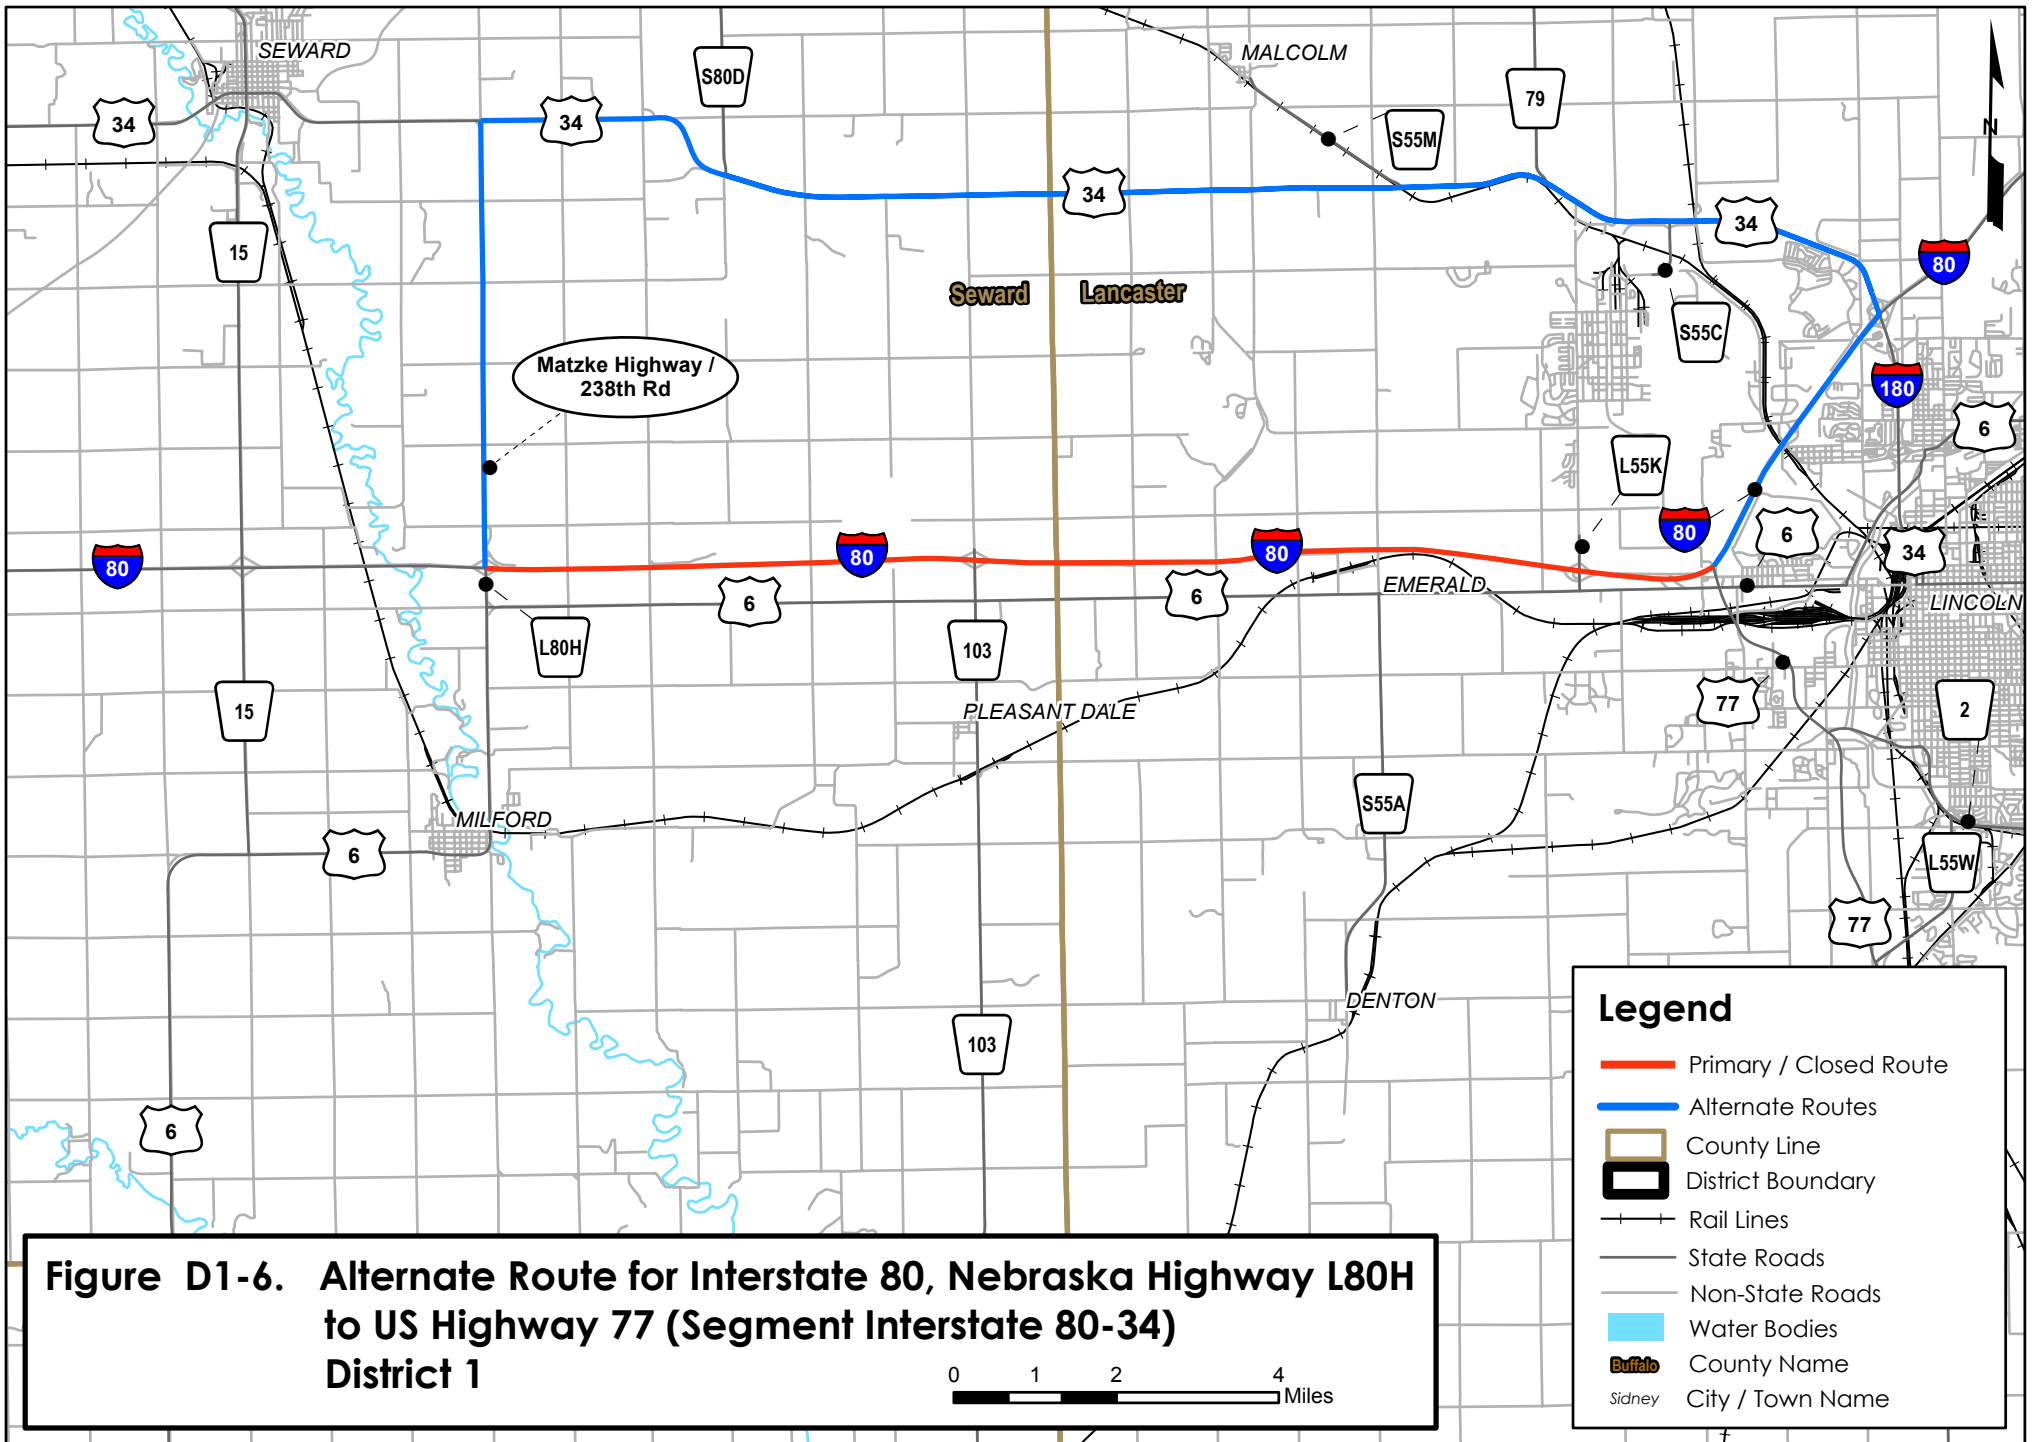 SEWARD
MALCOLM
S80D
79
34
34
S55M
N
34
34
15
80
Seward
Lancaster
S55C
Matzke Highway /
238th Rd
180
6
L55K
80
6
34
80
80
80
EMERALD
6
6
LINCOLN
L80H
103
77
2
15
PLEASANT DALE
S55A
MILFORD
6
L55W
77
DENTON
103
6
Legend
Primary / Closed Route
Alternate Routes
County Line
District Boundary
Rail Lines
State Roads
Non-State Roads
Water Bodies
Buffalo County Name
Sidney City / Town Name
Figure D1-6. Alternate Route for Interstate 80, Nebraska Highway L80H
to US Highway 77 (Segment Interstate 80-34)
District 1
0 1 2 4
Miles